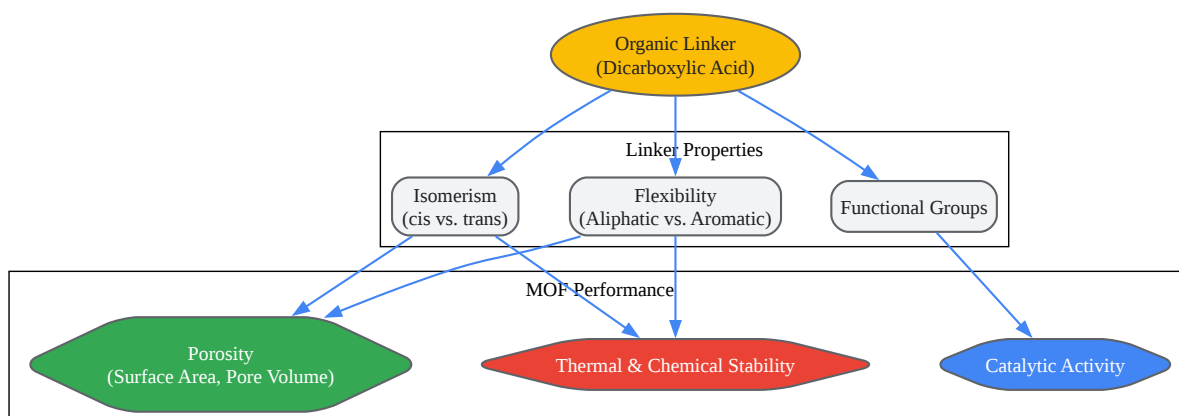 Organic Linker
(Dicarboxylic Acid)
Linker Properties
Isomerism
(cis vs. trans)
Flexibility
(Aliphatic vs. Aromatic)
Functional Groups
MOF Performance
Porosity
(Surface Area, Pore Volume)
Thermal & Chemical Stability
Catalytic Activity